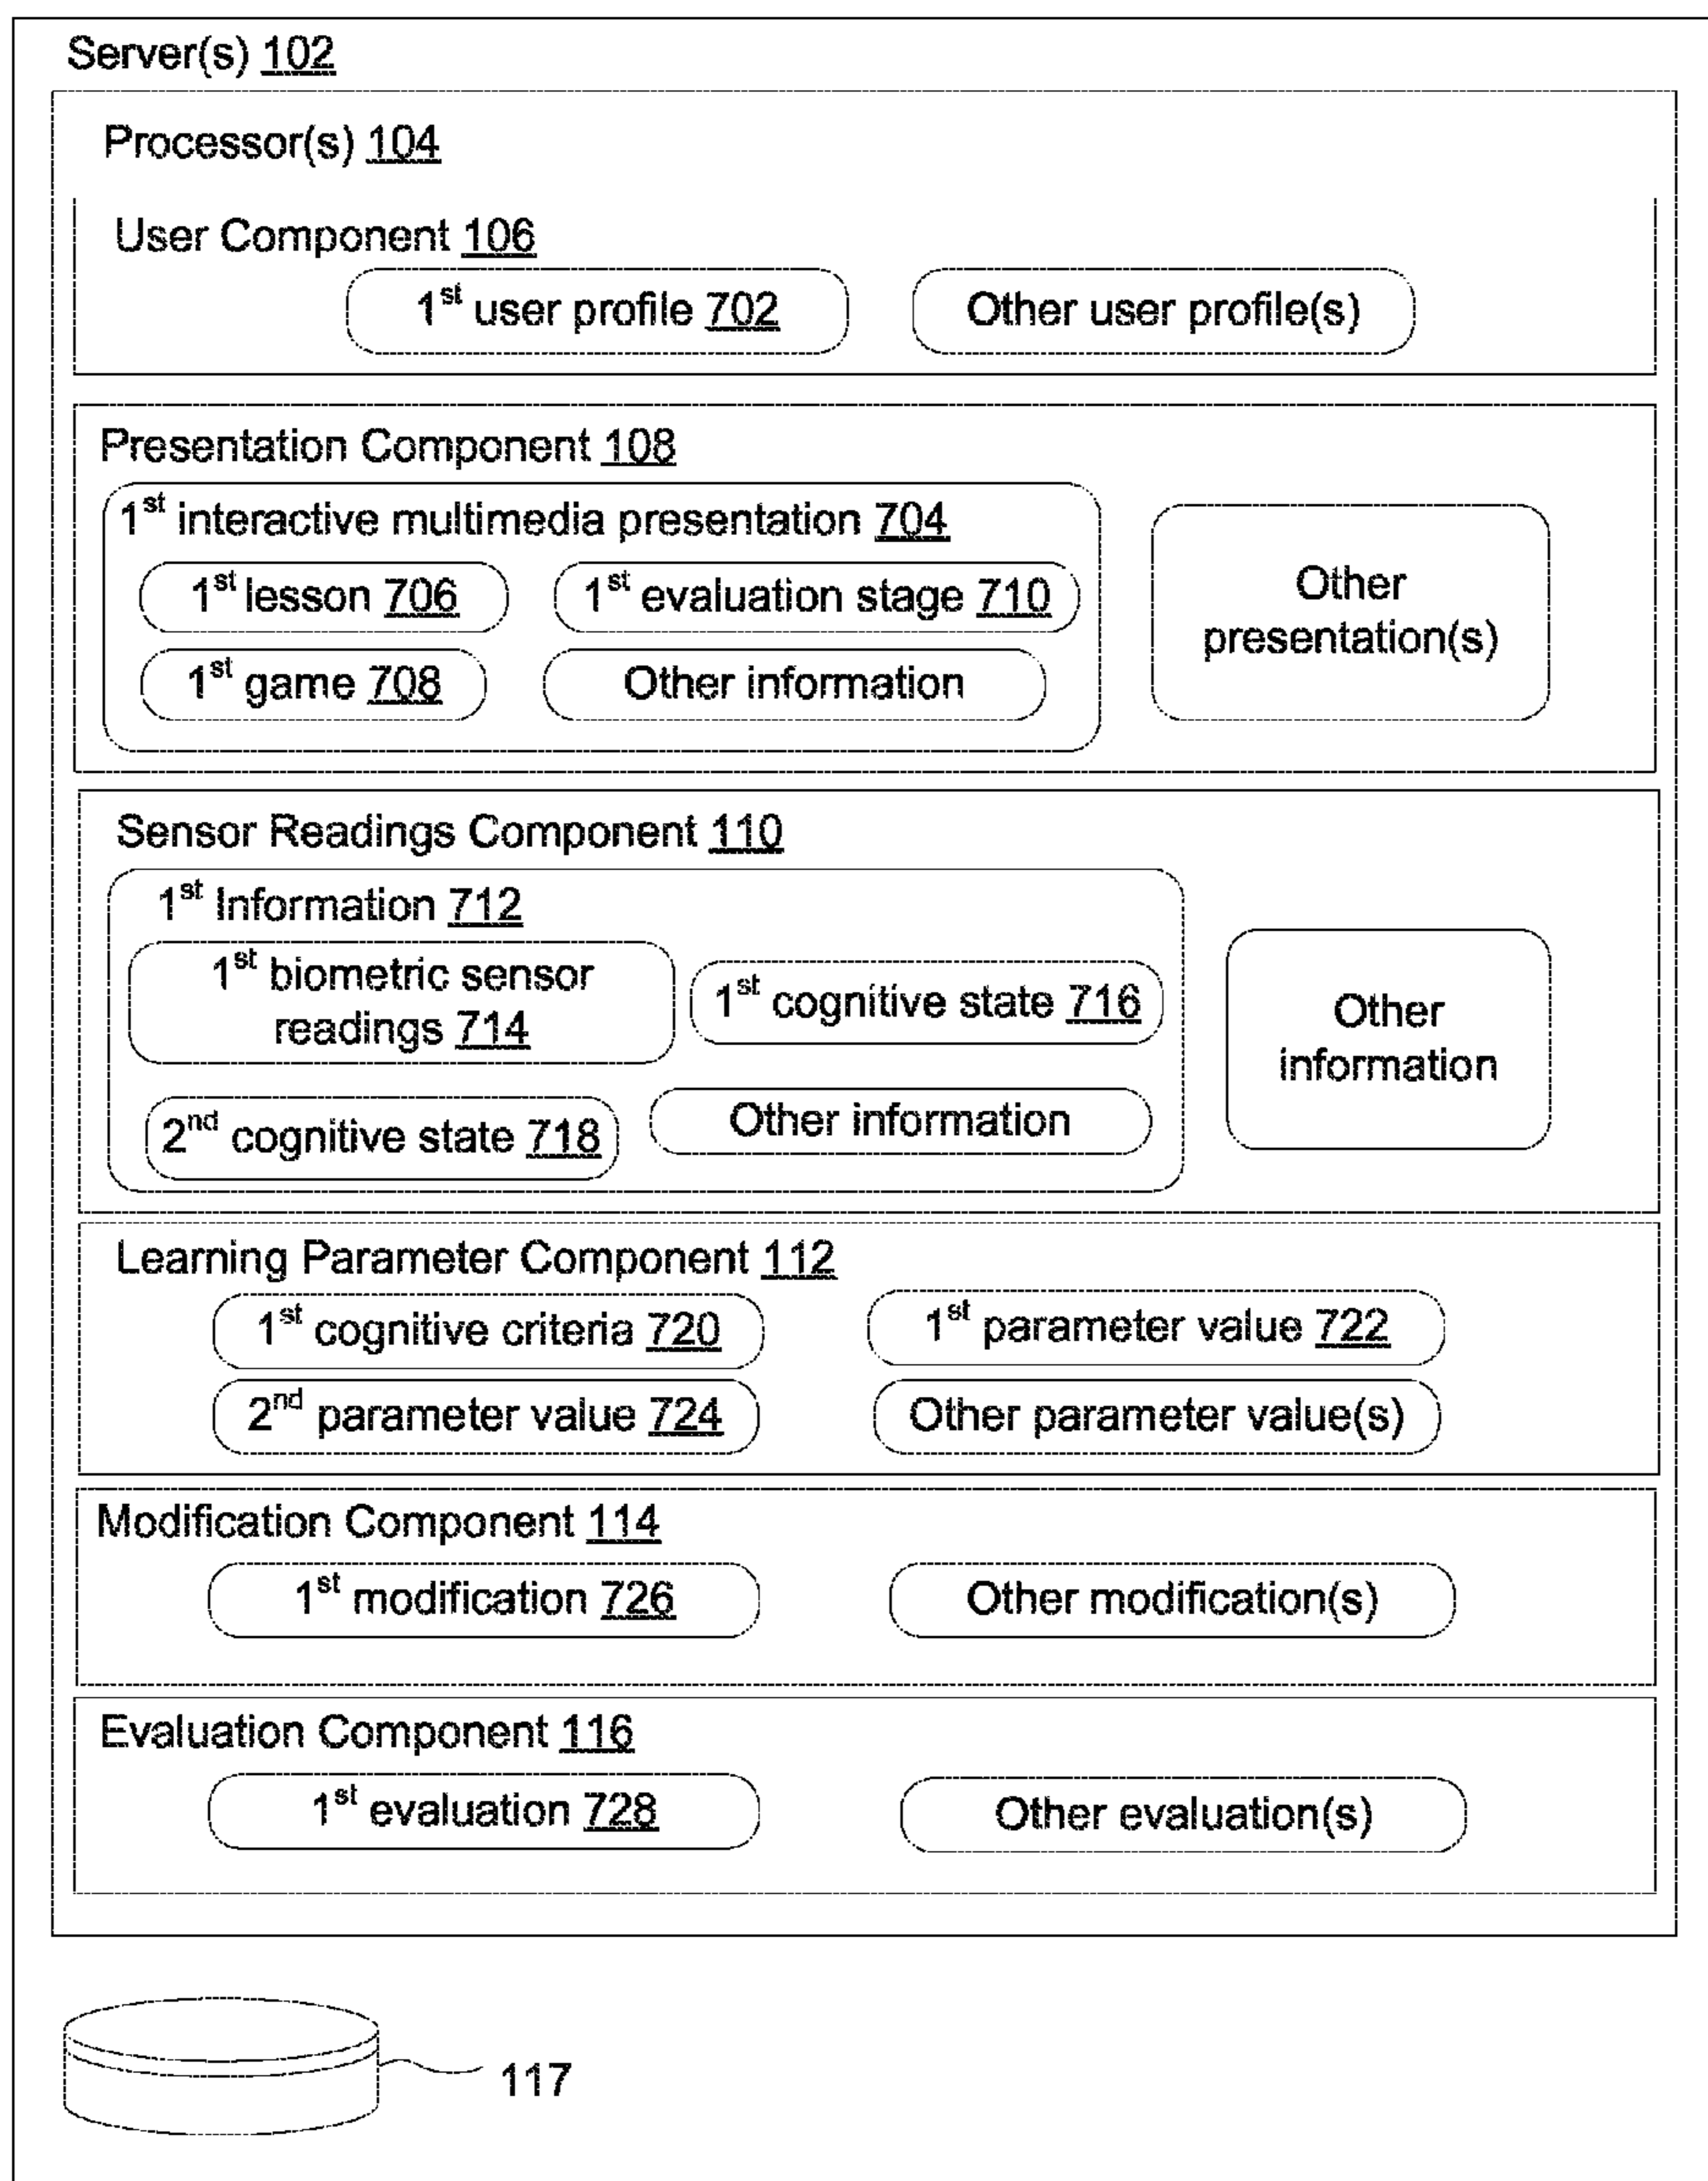 Server(s) 102
Processor(s) 104
User Component 106
1st user profile 702
Other user profile(s)
Presentation Component 108
1st interactive multimedia presentation 704
1st lesson 706
1st evaluation stage 710
1st game 708
Other information
Other
presentation(s)
Sensor Readings Component 110
1st Information 712
1st biometric sensor
readings 714
1st cognitive state 716
2nd cognitive state 718
Other information
Other
information
Learning Parameter Component 112
1st cognitive criteria 720
1st parameter value 722
2nd parameter value 724
Other parameter value(s)
Modification Component 114
1st modification 726
Other modification(s)
Evaluation Component 116
1st evaluation 728
Other evaluation(s)
117